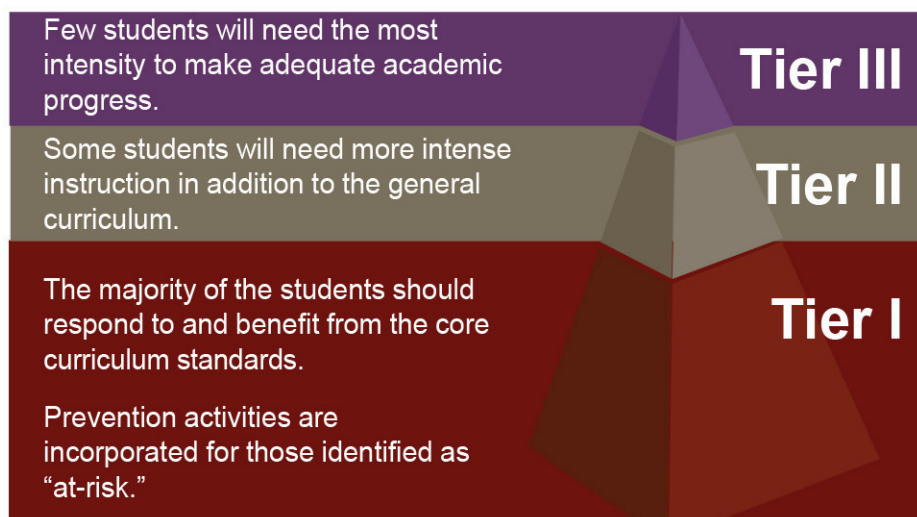 Few students will need the most
intensity to make adequate academic
progress.
Tier III
Some students will need more intense
instruction in addition to the general
curriculum.
Tier II
The majority of the students should
respond to and benefit from the core
curriculum standards.
Tier I
Prevention activities are
incorporated for those identified as
“at-risk.”